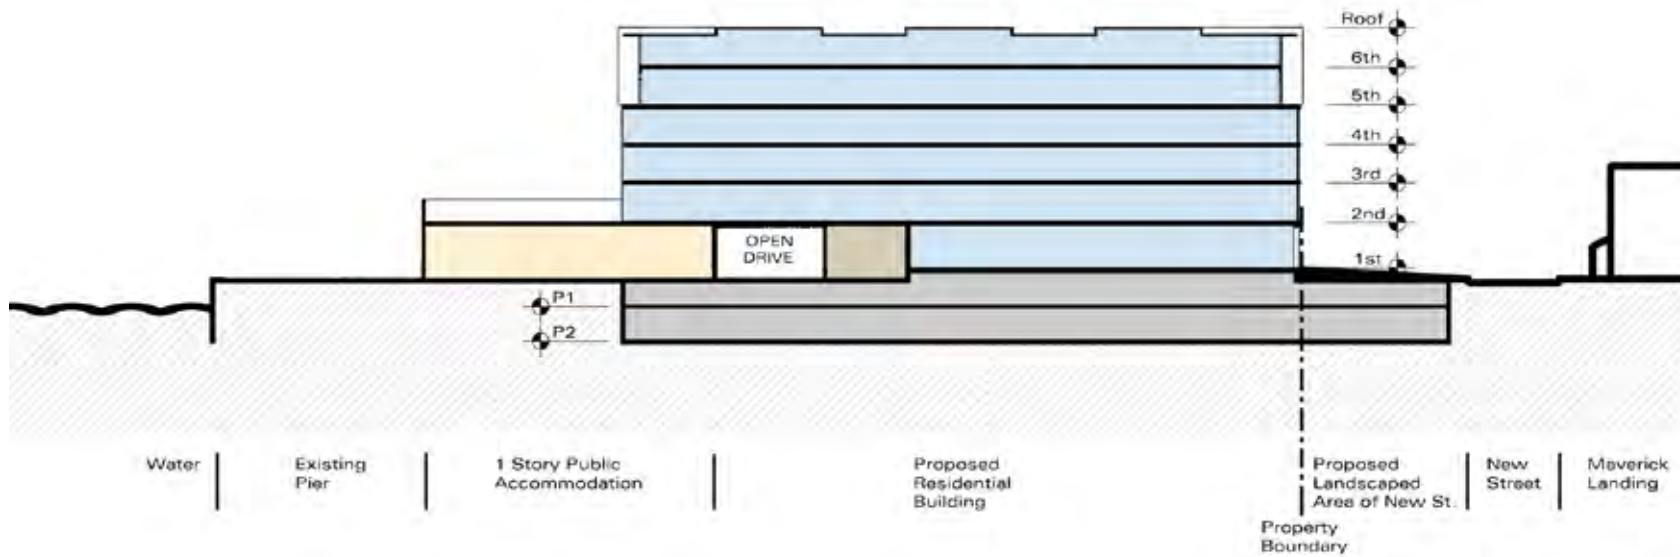 Roof
6th
5th
4th
3rd
2nd
1st
OPEN
DRIVE
P1
P2
Water
Existing
Pier
1 Story Public
Accommodation
Proposed
Residential
Building
Proposed
Landscaped
Area of New St.
New
Street
Maverick
Landing
Property
Boundary